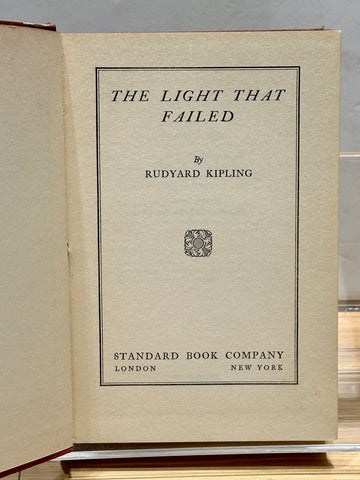 THE LIGHT THAT
FAILED
By
RUDYARD KIPLING
STANDARD BOOK COMPANY
LONDON NEW YORK